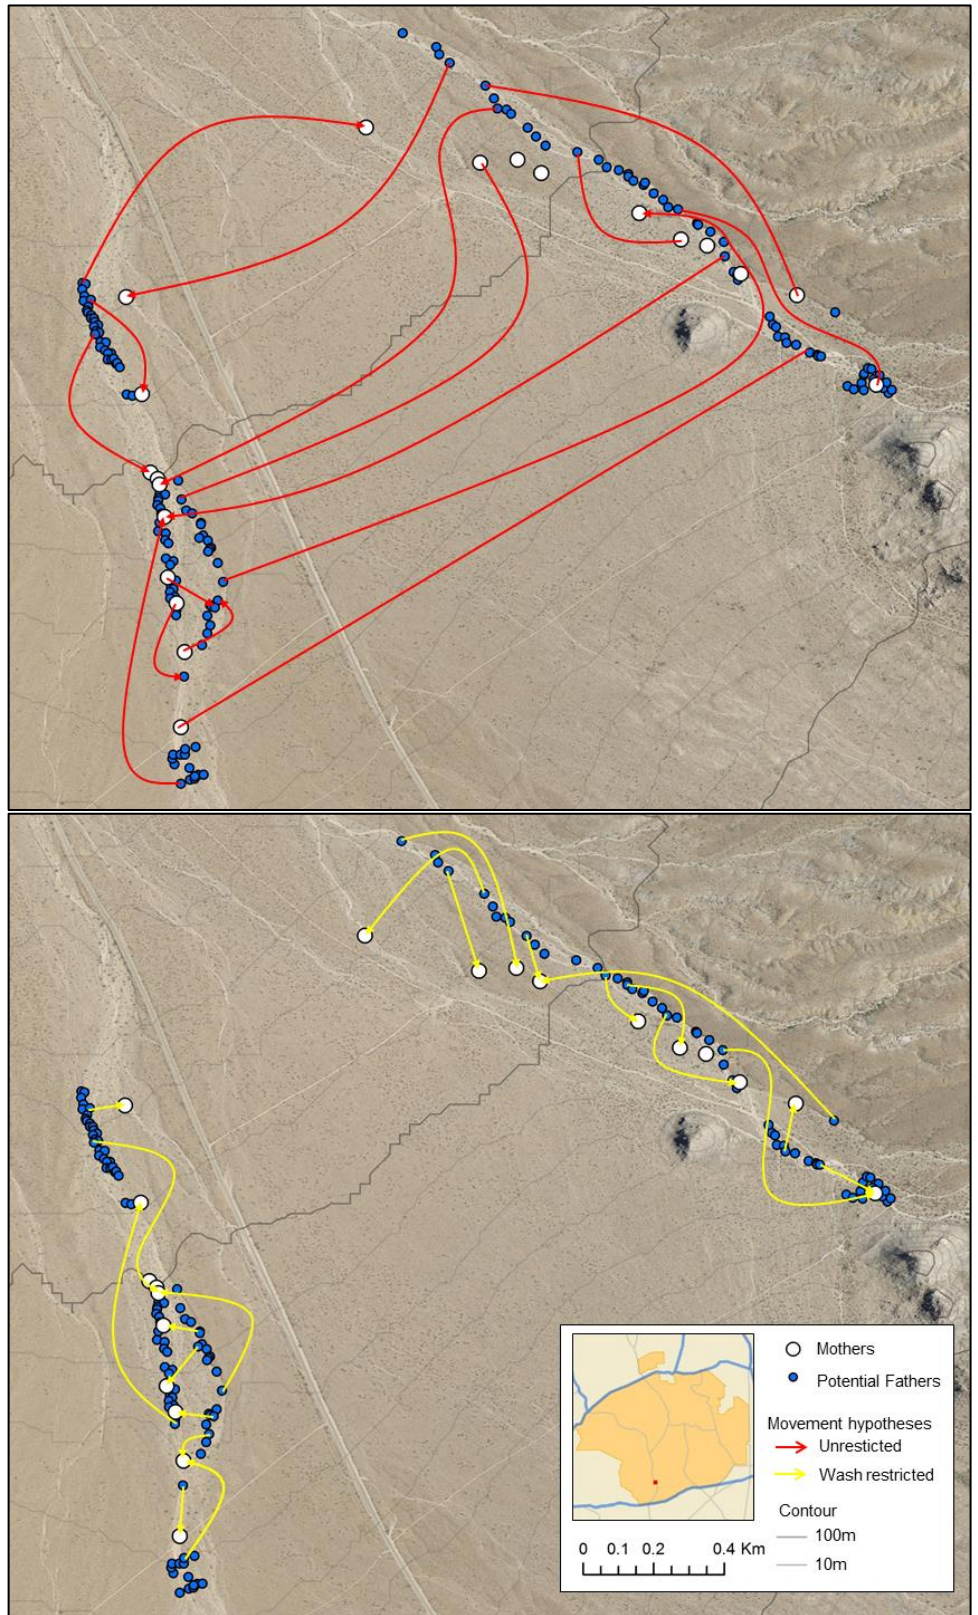 Mothers
Potential Fathers
Movement hypotheses
Unresticted
Wash restricted
Contour
100m
10m
0 0.1 0.2 0.4 Km